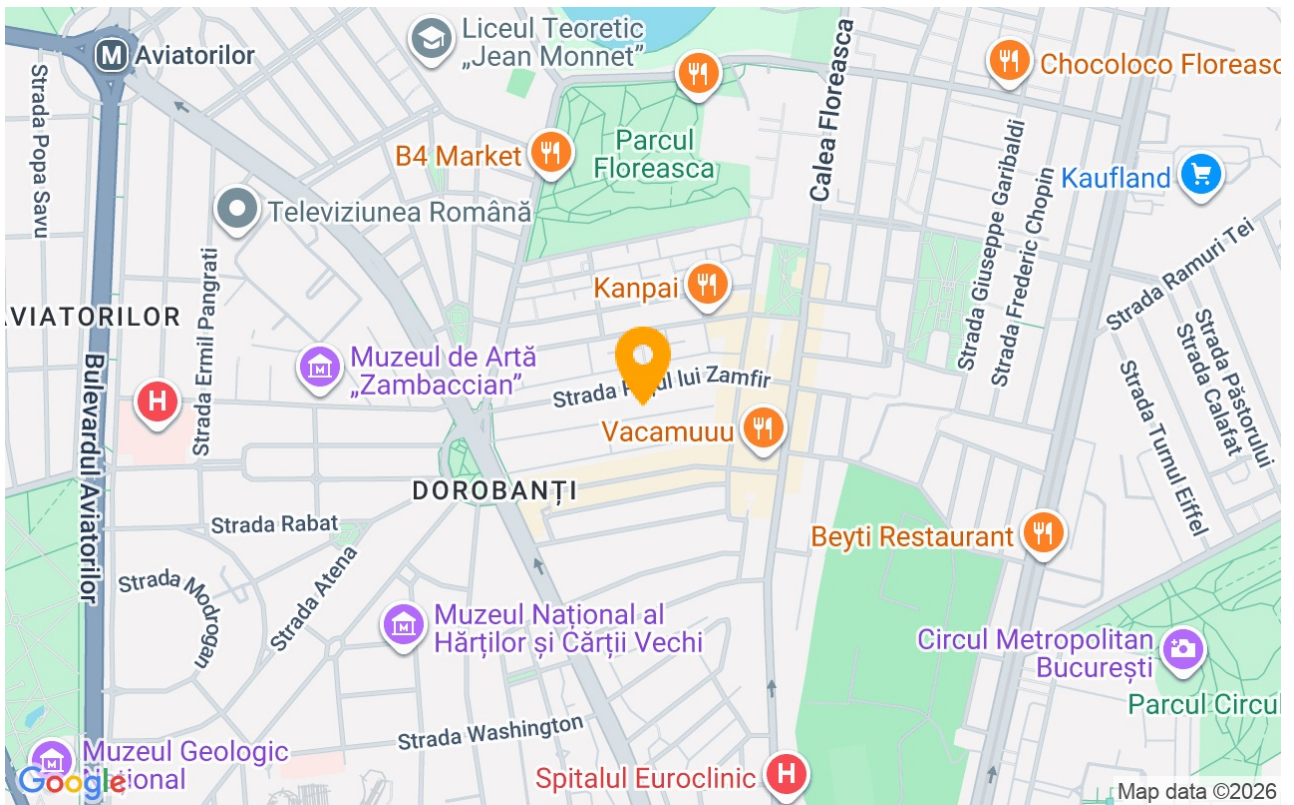 Liceul Teoretic
„Jean Monnet”
M Aviatorilor
Chocoloco Floreasc
Strada Popa Savu
B4 Market
Parcul
Floreasca
Calea Floreasca
Kaufland
Televiziunea Română
Strada Giuseppe Garibaldi
Strada Frederic Chopin
Strada Ramuri Tei
Kanpai
AVIATORILOR
Strada Ermil Pangrati
Muzeul de Artă
„Zambaccian”
lui Zamfir
Strada
Strada Păstorului
Strada Calafat
Strada Turnul Eiffel
H
Bulevardul Aviatorilor
Vacamuuu
DOROBANȚI
Strada Rabat
Beyti Restaurant
Strada Atena
Strada Modrogan
Muzeul Național al
Hărților și Cărții Vechi
Circul Metropolitan
București
Parcul Circul
Strada Washington
Muzeul Geologic
Național
Spitalul Euroclinic H
Google
Map data ©2026